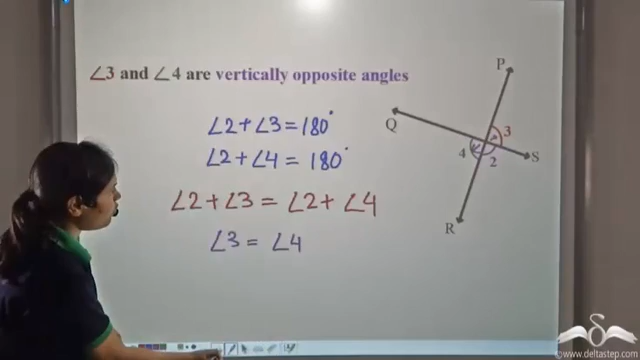 ∠3 and ∠4 are vertically opposite angles
∠2+∠3=180°
∠2+∠4=180°
∠2+∠3=∠2+∠4
∠3=∠4
P
Q
3
4
2
S
R
©www.deltastep.com